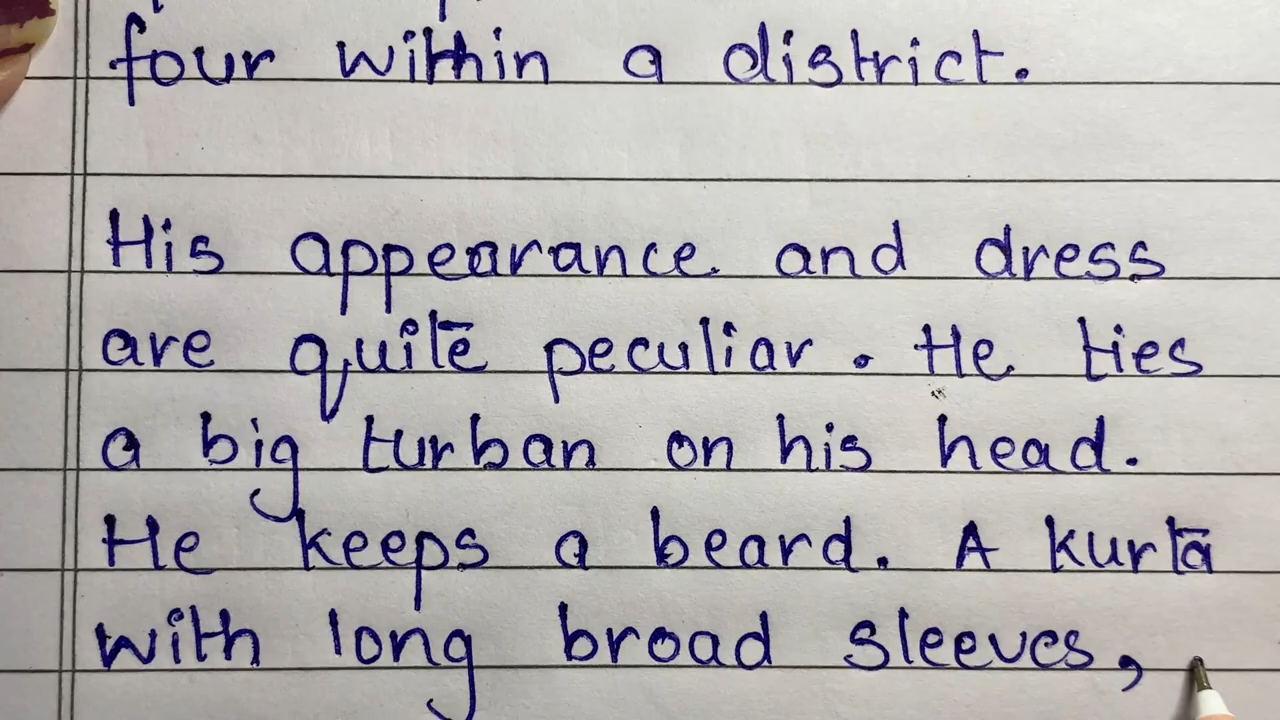 four within a district.
His appearance and dress
are quite peculiar. He ties
a big turban on his head.
He keeps a beard. A kurta
with long broad sleeves,